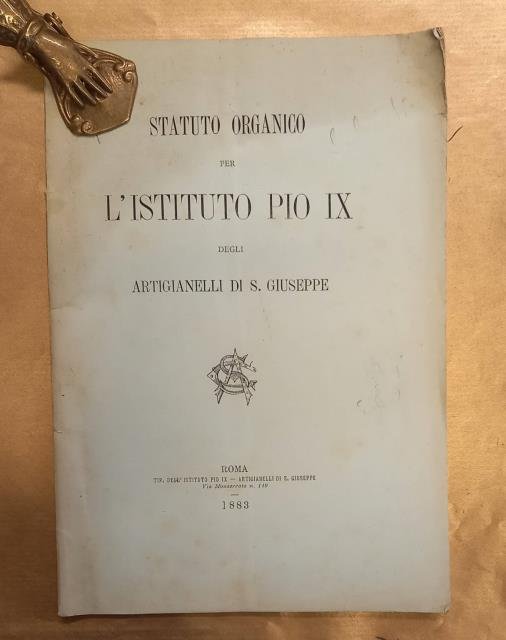 STATUTO ORGANICO
PER
L'ISTITUTO PIO IX
DEGLI
ARTIGIANELLI DI S. GIUSEPPE
ROMA
TIP. DELL' ISTITUTO PIO IX — ARTIGIANELLI DI S. GIUSEPPE
Via Monserrato n. 149
1883